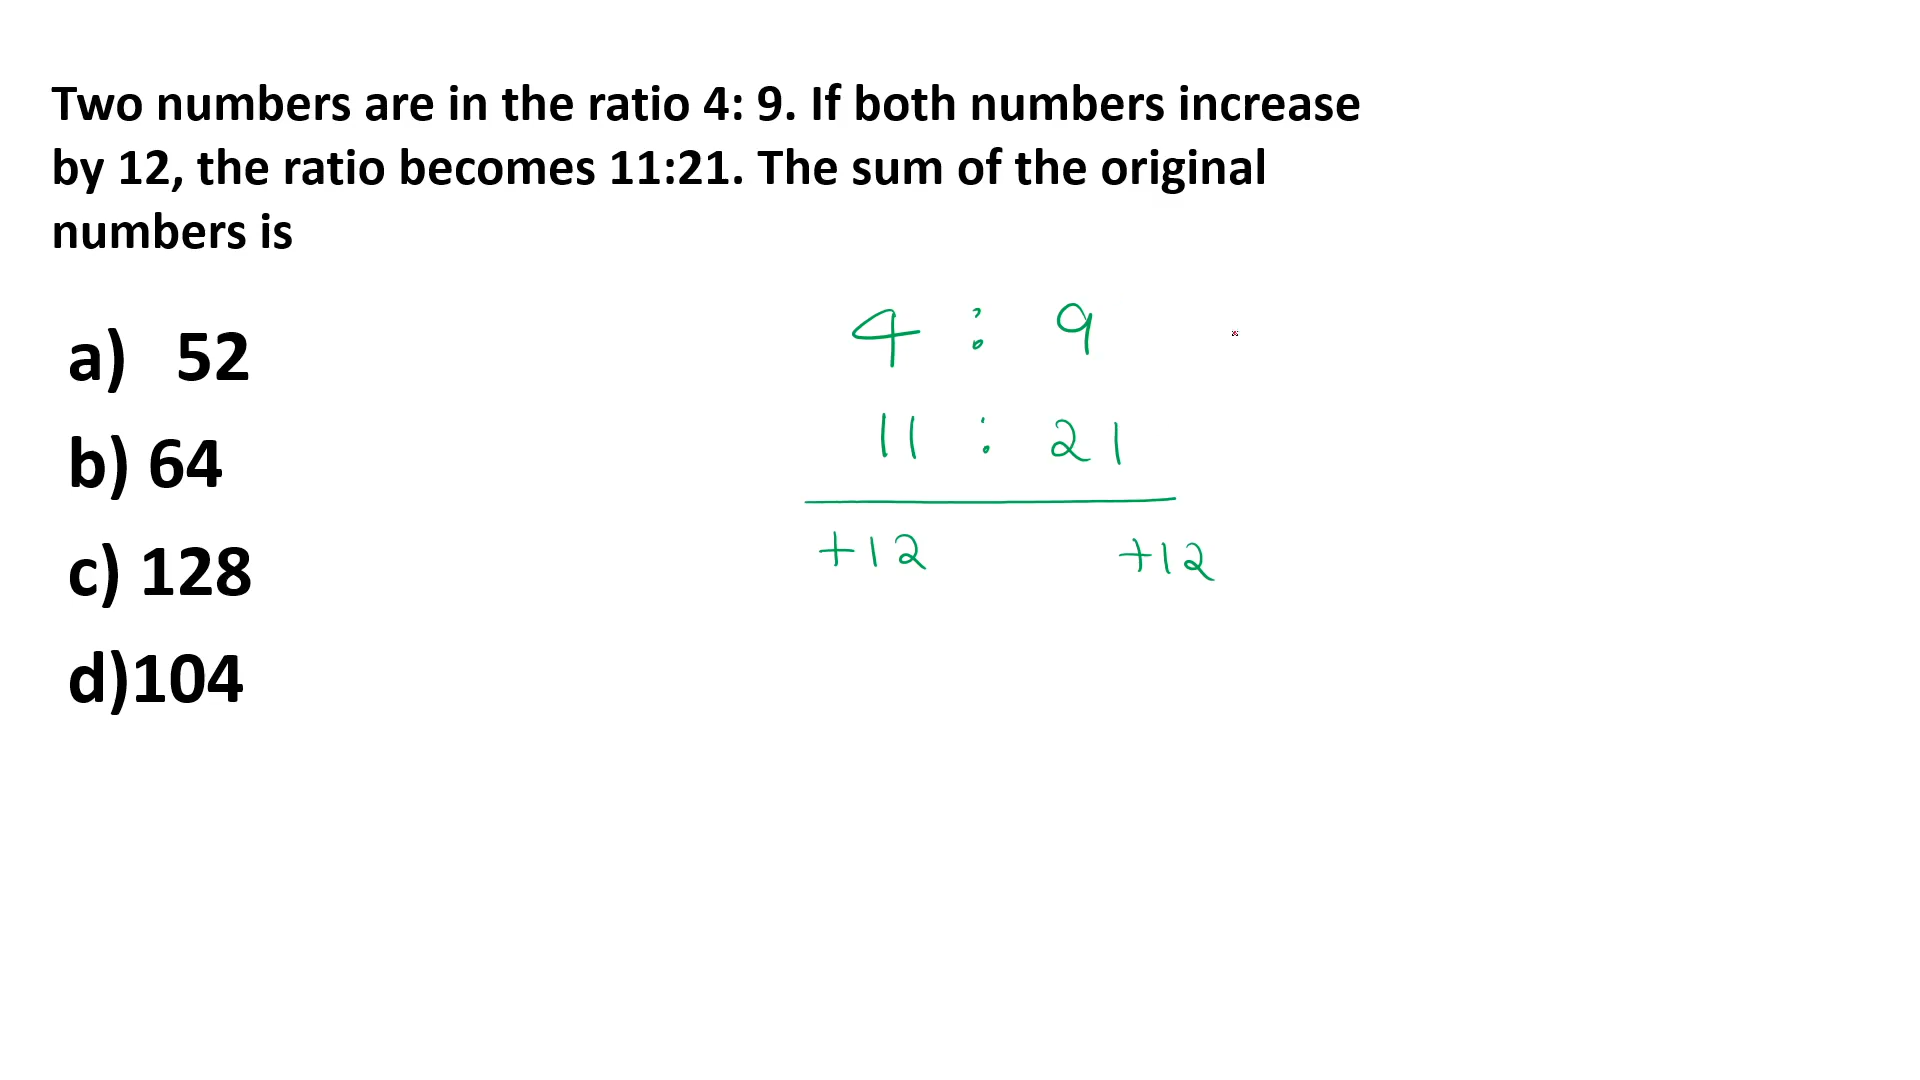 Two numbers are in the ratio 4: 9. If both numbers increase
by 12, the ratio becomes 11:21. The sum of the original
numbers is
a) 52
b) 64
c) 128
d)104
4 : 9
11 : 21
+12 +12